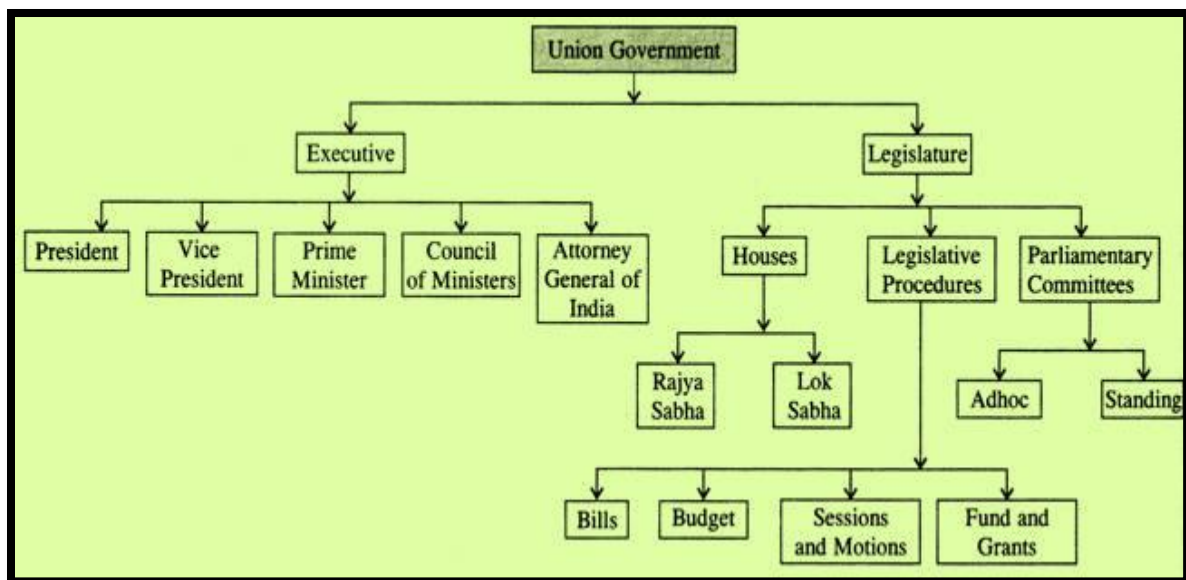 Union Government
Executive
Legislature
President
Vice
President
Prime
Minister
Council
of Ministers
Attorney
General of
India
Houses
Legislative
Procedures
Parliamentary
Committees
Rajya
Sabha
Lok
Sabha
Adhoc
Standing
Bills
Budget
Sessions
and Motions
Fund and
Grants